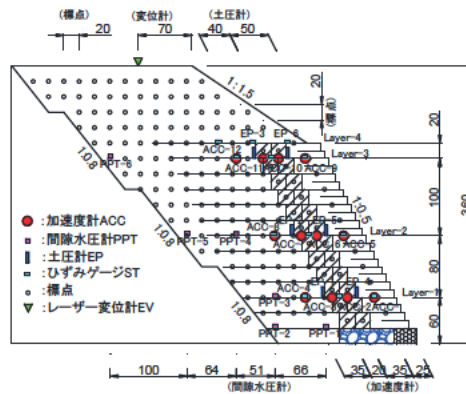 (標点) (変位計) (土圧計)
20 70 40 50
1:1.5
20
(標点)
20
EP-3 EP-6
Layer-4
ACC-12
Layer-3
PPT-6
ACC-11 ACC-10 ACC-9
1:0.8
100
1:0.5
360
:加速度計ACC
:間隙水圧計PPT
:土圧計EP
:ひずみゲージST
:標点
:レーザー変位計EV
ACC-8
Layer-2
PPT-5 PPT-4
ACC-6 ACC-5
1:0.8
80
ACC-4
PPT-3
Layer-1
1:0.8
PPT-2 PPT-1
60
100 64 51 66 35 20 35 25
(間隙水圧計) (加速度計)